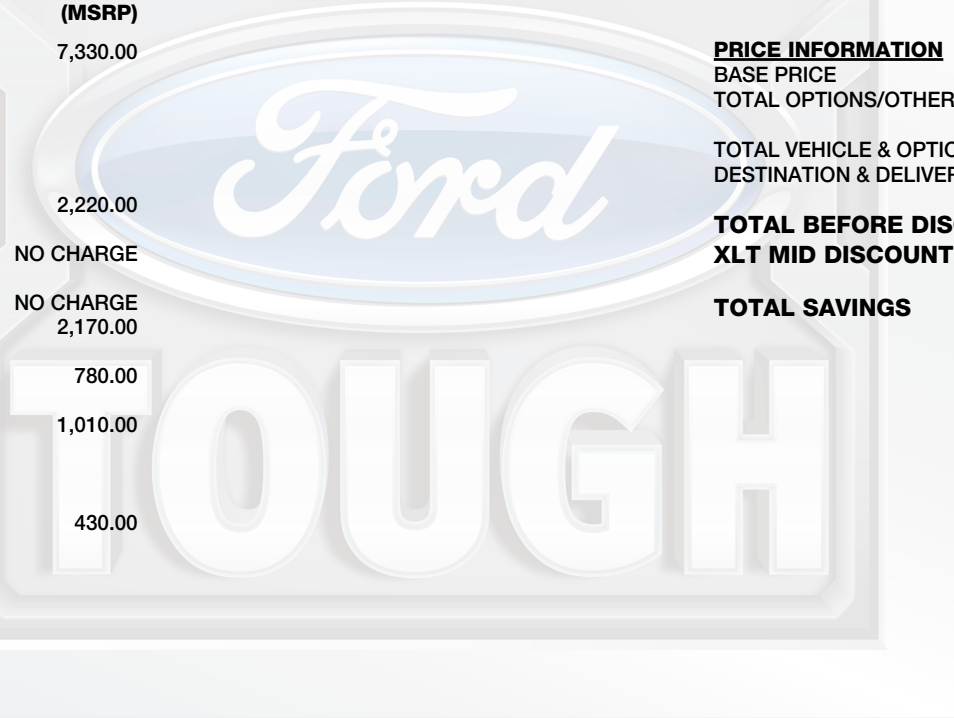 (MSRP)
7,330.00
2,220.00
NO CHARGE
NO CHARGE
2,170.00
780.00
1,010.00
430.00
PRICE INFORMATION
BASE PRICE
TOTAL OPTIONS/OTHER
TOTAL VEHICLE & OPTIO
DESTINATION & DELIVER
TOTAL BEFORE DIS
XLT MID DISCOUNT
TOTAL SAVINGS
Ford
TOUGH